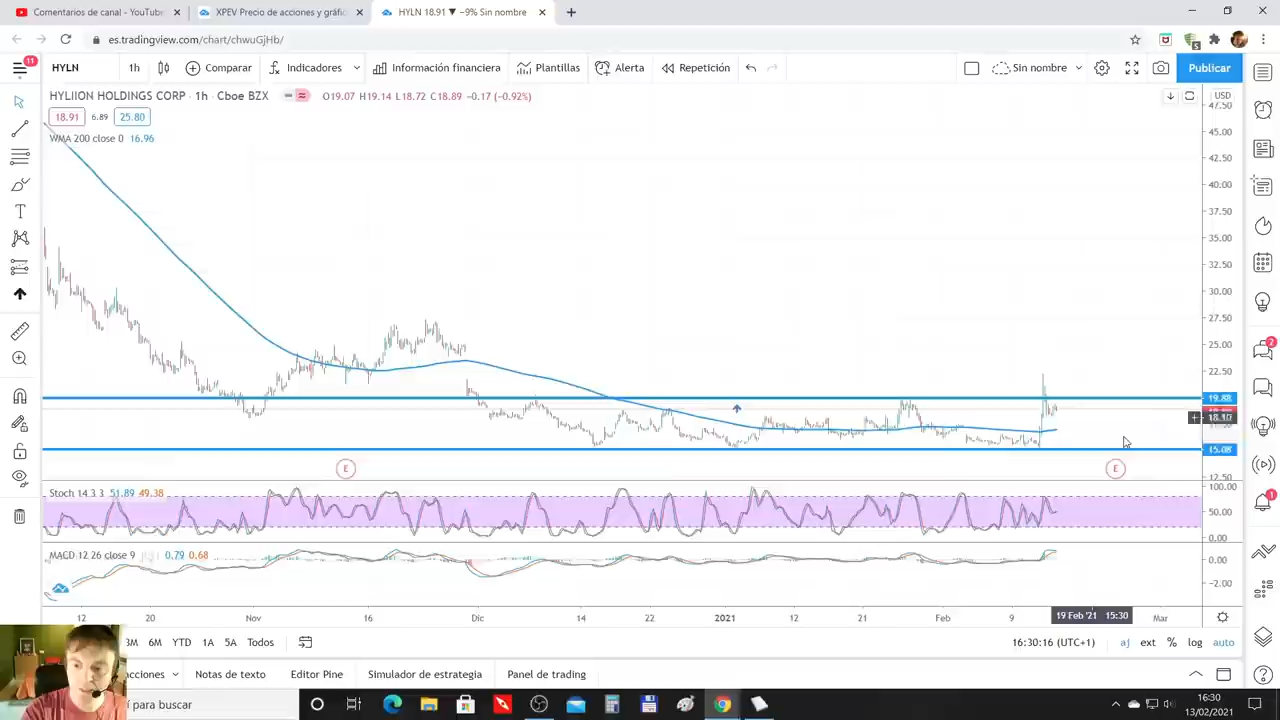 Comentarios de canal - YouTube
XPEV Precio de acciones y gráfic
HYLN 18.91 ▼ −9% Sin nombre
es.tradingview.com/chart/chwuGjHb/
11
HYLN
1h
Comparar
Indicadores
Información financiera
Plantillas
Alerta
Repetición
Sin nombre
Publicar
HYLIION HOLDINGS CORP · 1h · Cboe BZX
O19.07 H19.14 L18.72 C18.89 −0.17 (−0.92%)
18.91 6.89 25.80
WMA 200 close 0 16.96
USD
47.50
45.00
42.50
40.00
37.50
35.00
32.50
30.00
27.50
25.00
22.50
19.88
18.10
15.08
12.50
E
E
Stoch 14 3 3 51.89 49.38
100.00
50.00
0.00
MACD 12 26 close 9 0.79 0.68
0.00
−2.00
12
20
Nov
16
Dic
14
22
2021
12
21
Feb
9
19 Feb '21 15:30
Mar
3M
6M
YTD
1A
5A
Todos
16:30:16 (UTC+1)
aj
ext
%
log
auto
cciones
Notas de texto
Editor Pine
Simulador de estrategia
Panel de trading
í para buscar
16:30
13/02/2021
5
2
1